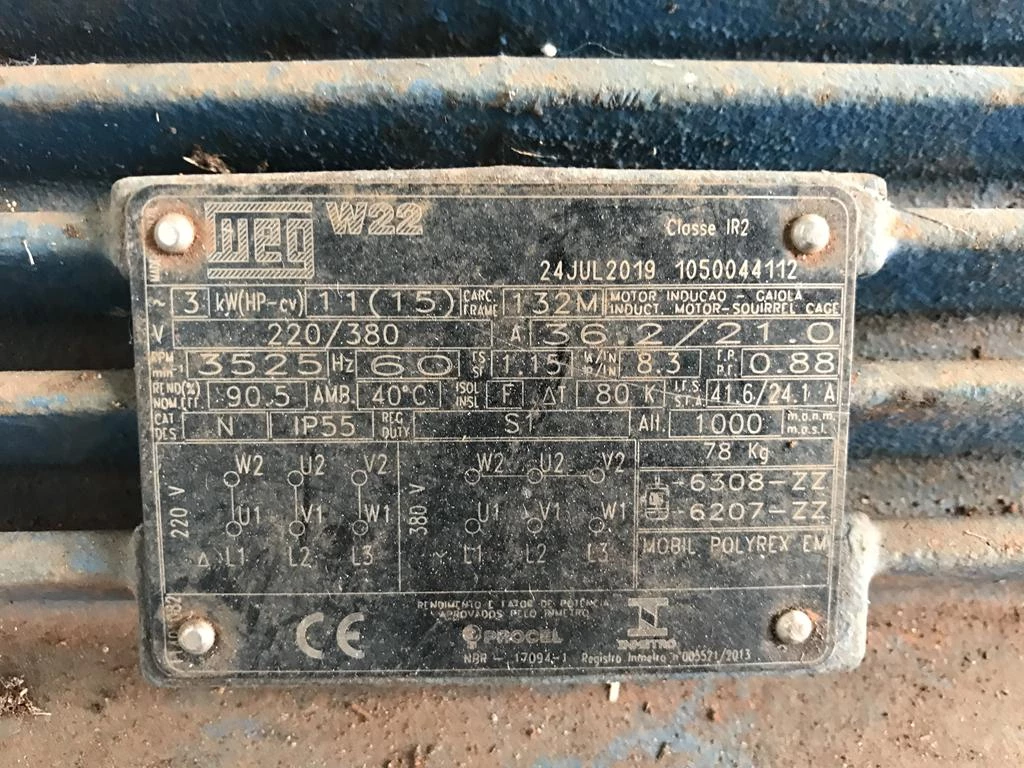 WEG W22
Classe IR2
24JUL2019 1050044112
~ 3 kW(HP-cv) 11(15) CARC. FRAME 132M MOTOR INDUCAO - GAIOLA
INDUCT. MOTOR-SQUIRREL CAGE
V 220/380 A 36.2/21.0
RPM min-1 3525 Hz 60 F.S. S.F. 1.15 IP/IN 8.3 F.P. P.F. 0.88
REND(%) NOM.EFF 90.5 AMB. 40°C ISOL INSL F ΔT 80 K I.F.S. S.F.A. 41.6/24.1 A
CAT DES N IP55 REG DUTY S1 Alt. 1000 m.a.n.m. m.a.s.l.
78 Kg
W2 U2 V2 W2 U2 V2
6308-ZZ
220 V U1 V1 W1 380 V U1 V1 W1
6207-ZZ
Δ L1 L2 L3 L1 L2 L3
MOBIL POLYREX EM
RENDIMENTO E FATOR DE POTENCIA
APROVADOS PELO INMETRO
CE PROCEL INMETRO
NBR - 17094-1 Registro Inmetro n°005521/2013